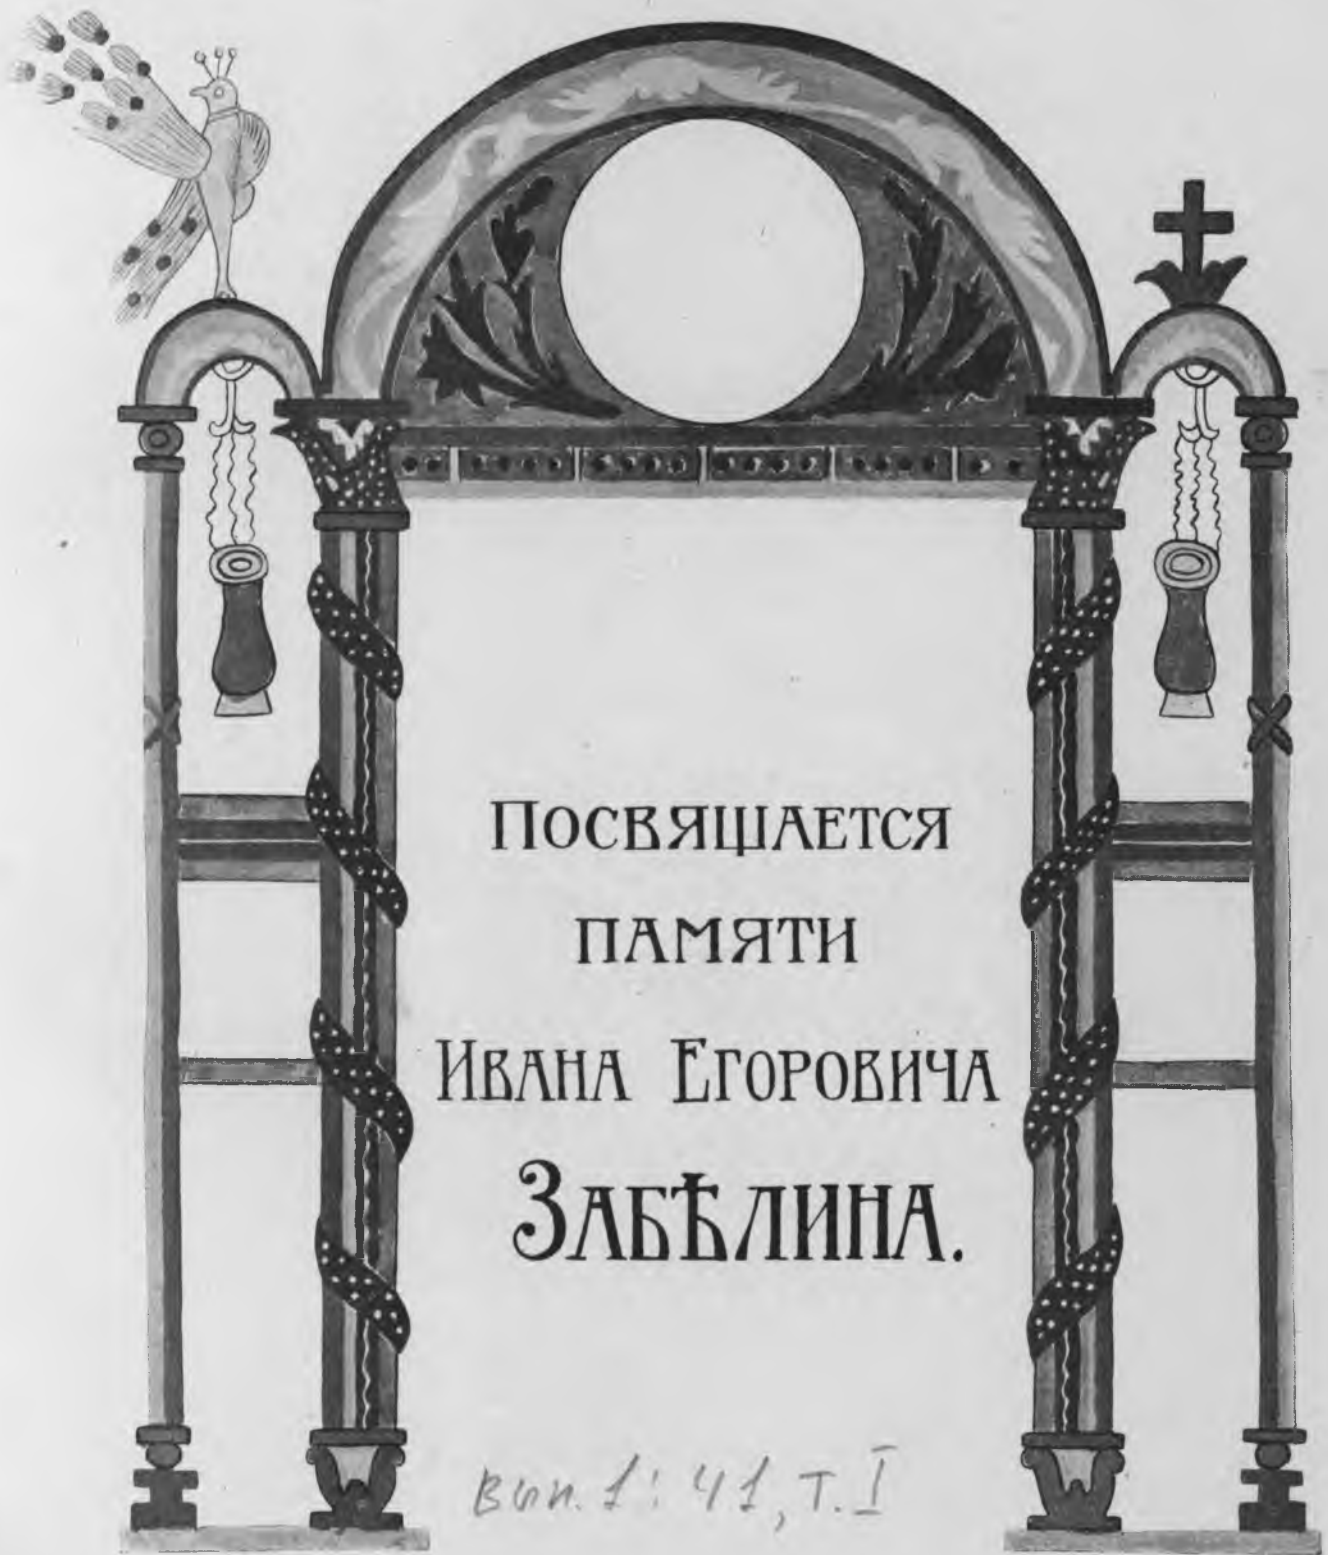 Посвящается
памяти
Ивана Егоровича
Забѣлина.
вып. 1: 41, т. I